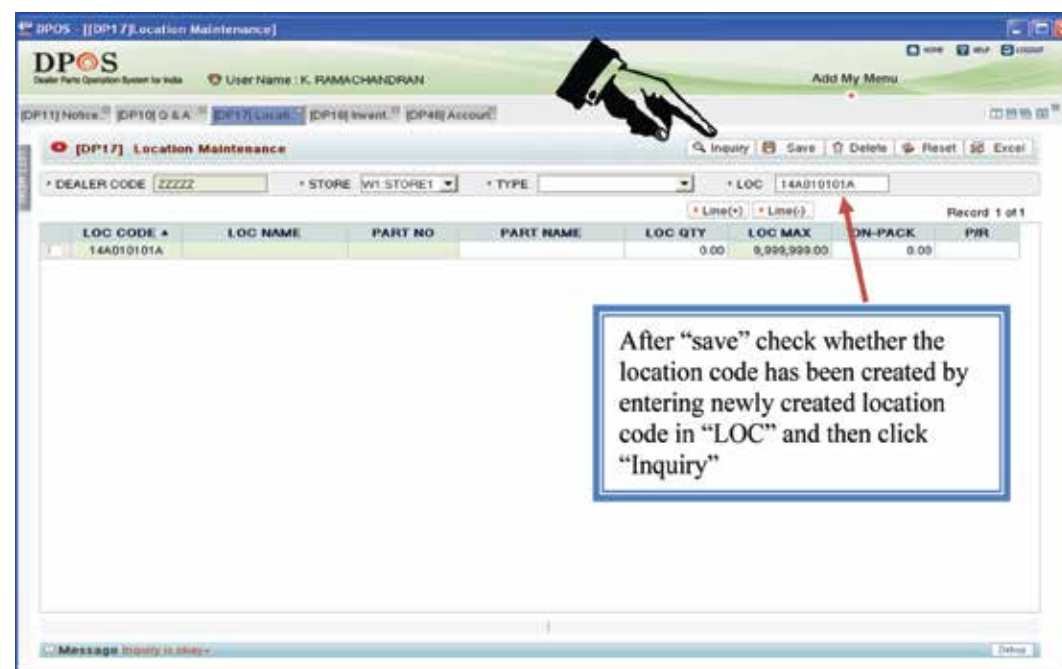 DPOS - [[DP17]Location Maintenance]
DPOS
Dealer Parts Operation System for India
User Name : K. RAMACHANDRAN
HOME HELP LOGOUT
Add My Menu
[DP11] Notice.. [DP10] Q & A [DP17] Locati.. [DP18] Invent.. [DP48] Account
[DP17] Location Maintenance
Inquiry Save Delete Reset Excel
DEALER CODE ZZZZZ STORE W1:STORE1 TYPE LOC 14A010101A
Line(+) Line(-) Record 1 of 1
LOC CODE LOC NAME PART NO PART NAME LOC QTY LOC MAX ON-PACK P/R
14A010101A 0.00 9,999,999.00 0.00
After “save” check whether the
location code has been created by
entering newly created location
code in “LOC” and then click
“Inquiry”
Message Inquiry is okay~
Debug